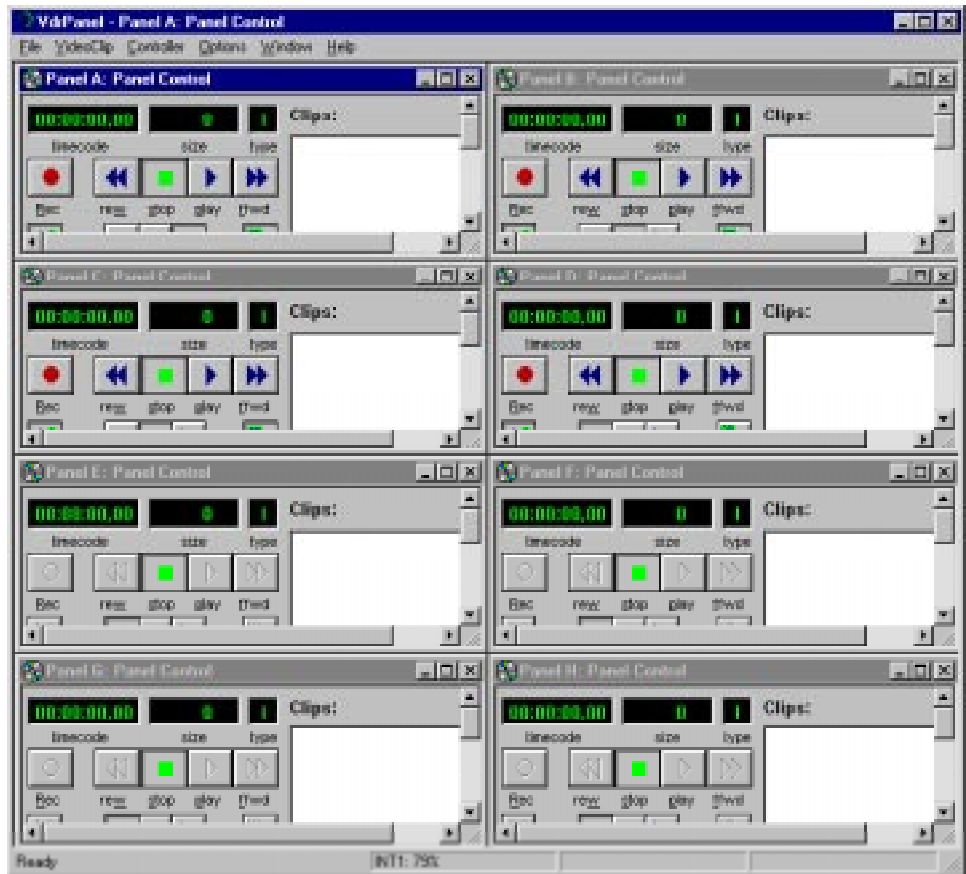 VdrPanel - Panel A: Panel Control
File VideoClip Controller Options Window Help
Panel A: Panel Control
00:00:00.00 0 I Clips:
timecode size type
Rec rew stop play ffwd
Panel B: Panel Control
00:00:00.00 0 I Clips:
timecode size type
Rec rew stop play ffwd
Panel C: Panel Control
00:00:00.00 0 I Clips:
timecode size type
Rec rew stop play ffwd
Panel D: Panel Control
00:00:00.00 0 I Clips:
timecode size type
Rec rew stop play ffwd
Panel E: Panel Control
00:00:00.00 0 I Clips:
timecode size type
Rec rew stop play ffwd
Panel F: Panel Control
00:00:00.00 0 I Clips:
timecode size type
Rec rew stop play ffwd
Panel G: Panel Control
00:00:00.00 0 I Clips:
timecode size type
Rec rew stop play ffwd
Panel H: Panel Control
00:00:00.00 0 I Clips:
timecode size type
Rec rew stop play ffwd
Ready INT1: 79%